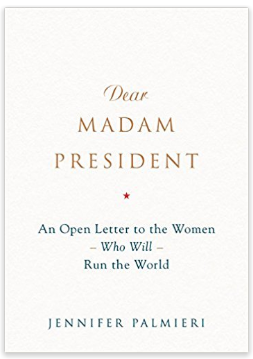 Dear
MADAM
PRESIDENT
An Open Letter to the Women
– Who Will –
Run the World
JENNIFER PALMIERI